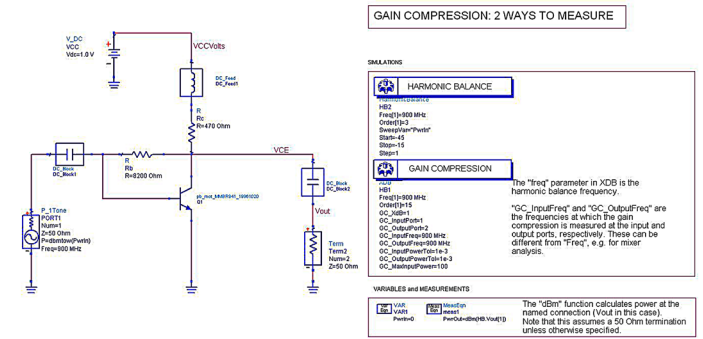 GAIN COMPRESSION: 2 WAYS TO MEASURE
V_DC
VCC
Vdc=1.0 V
VCCVolts
DC_Feed
DC_Feed1
R
Rc
R=470 Ohm
VCE
DC_Block
DC_Block1
R
Rb
R=8200 Ohm
pb_mot_MMBR941_19961020
Q1
DC_Block
DC_Block2
Vout
P_1Tone
PORT1
Num=1
Z=50 Ohm
P=dbmtow(PwrIn)
Freq=900 MHz
Term
Term2
Num=2
Z=50 Ohm
SIMULATIONS
HARMONIC BALANCE
HarmonicBalance
HB2
Freq[1]=900 MHz
Order[1]=3
SweepVar="PwrIn"
Start=-45
Stop=-15
Step=1
GAIN COMPRESSION
XDB
HB1
Freq[1]=900 MHz
Order[1]=15
GC_XdB=1
GC_InputPort=1
GC_OutputPort=2
GC_InputFreq=900 MHz
GC_OutputFreq=900 MHz
GC_InputPowerTol=1e-3
GC_OutputPowerTol=1e-3
GC_MaxInputPower=100
The "freq" parameter in XDB is the
harmonic balance frequency.
"GC_InputFreq" and "GC_OutputFreq" are
the frequencies at which the gain
compression is measured at the input and
output ports, respectively. These can be
different from "Freq", e.g. for mixer
analysis.
VARIABLES and MEASUREMENTS
Var
Eqn
VAR
VAR1
PwrIn=0
Meas
Eqn
MeasEqn
meas1
PwrOut=dBm(HB.Vout[1])
The "dBm" function calculates power at the
named connection (Vout in this case).
Note that this assumes a 50 Ohm termination
unless otherwise specified.